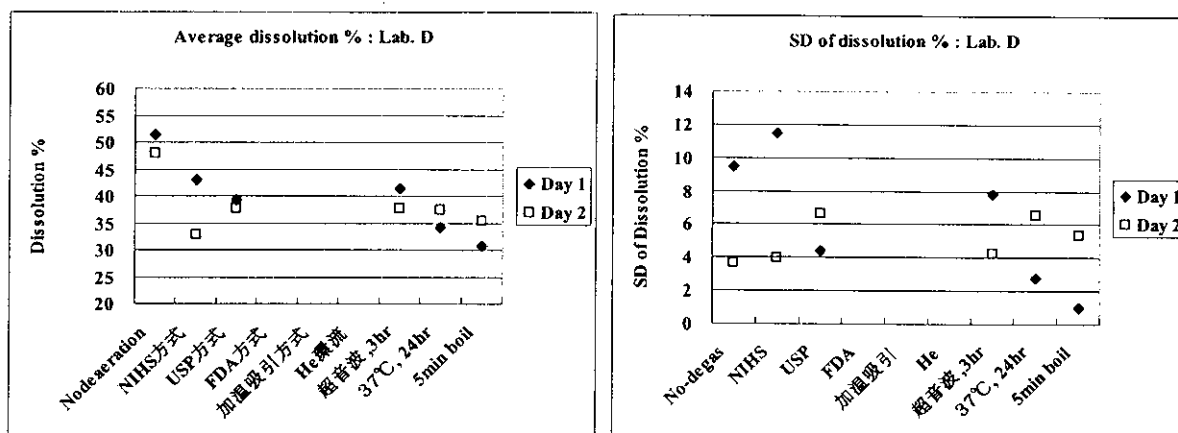 Average dissolution % : Lab. D
60
55
50
45
40
35
30
25
20
Dissolution %
Nodeaeration
NIHS方式
USP方式
FDA方式
加温吸引方式
He環流
超音波,3hr
37℃, 24hr
5min boil
Day 1
Day 2
SD of dissolution % : Lab. D
14
12
10
8
6
4
2
0
SD of Dissolution %
No-degas
NIHS
USP
FDA
加温吸引
He
超音波,3hr
37℃, 24hr
5min boil
Day 1
Day 2